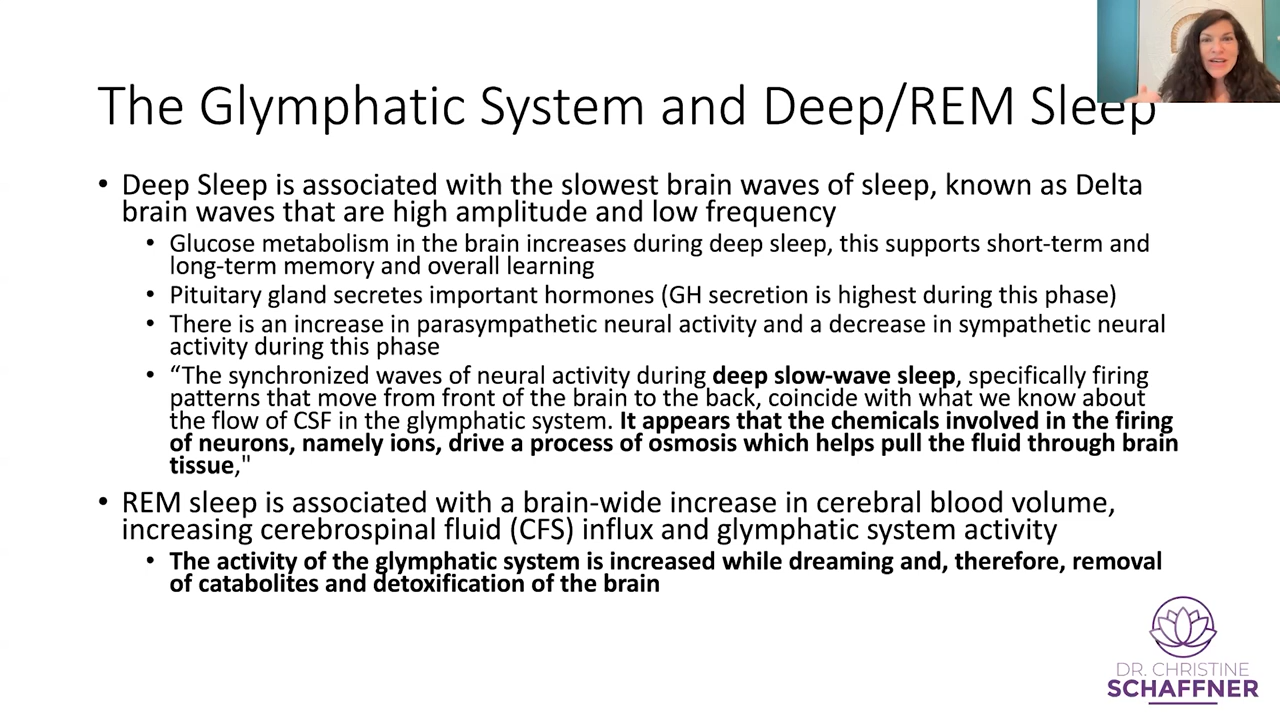 The Glymphatic System and Deep/REM Sleep
• Deep Sleep is associated with the slowest brain waves of sleep, known as Delta
brain waves that are high amplitude and low frequency
• Glucose metabolism in the brain increases during deep sleep, this supports short-term and
long-term memory and overall learning
• Pituitary gland secretes important hormones (GH secretion is highest during this phase)
• There is an increase in parasympathetic neural activity and a decrease in sympathetic neural
activity during this phase
• “The synchronized waves of neural activity during deep slow-wave sleep, specifically firing
patterns that move from front of the brain to the back, coincide with what we know about
the flow of CSF in the glymphatic system. It appears that the chemicals involved in the firing
of neurons, namely ions, drive a process of osmosis which helps pull the fluid through brain
tissue,"
• REM sleep is associated with a brain-wide increase in cerebral blood volume,
increasing cerebrospinal fluid (CFS) influx and glymphatic system activity
• The activity of the glymphatic system is increased while dreaming and, therefore, removal
of catabolites and detoxification of the brain
DR. CHRISTINE
SCHAFFNER